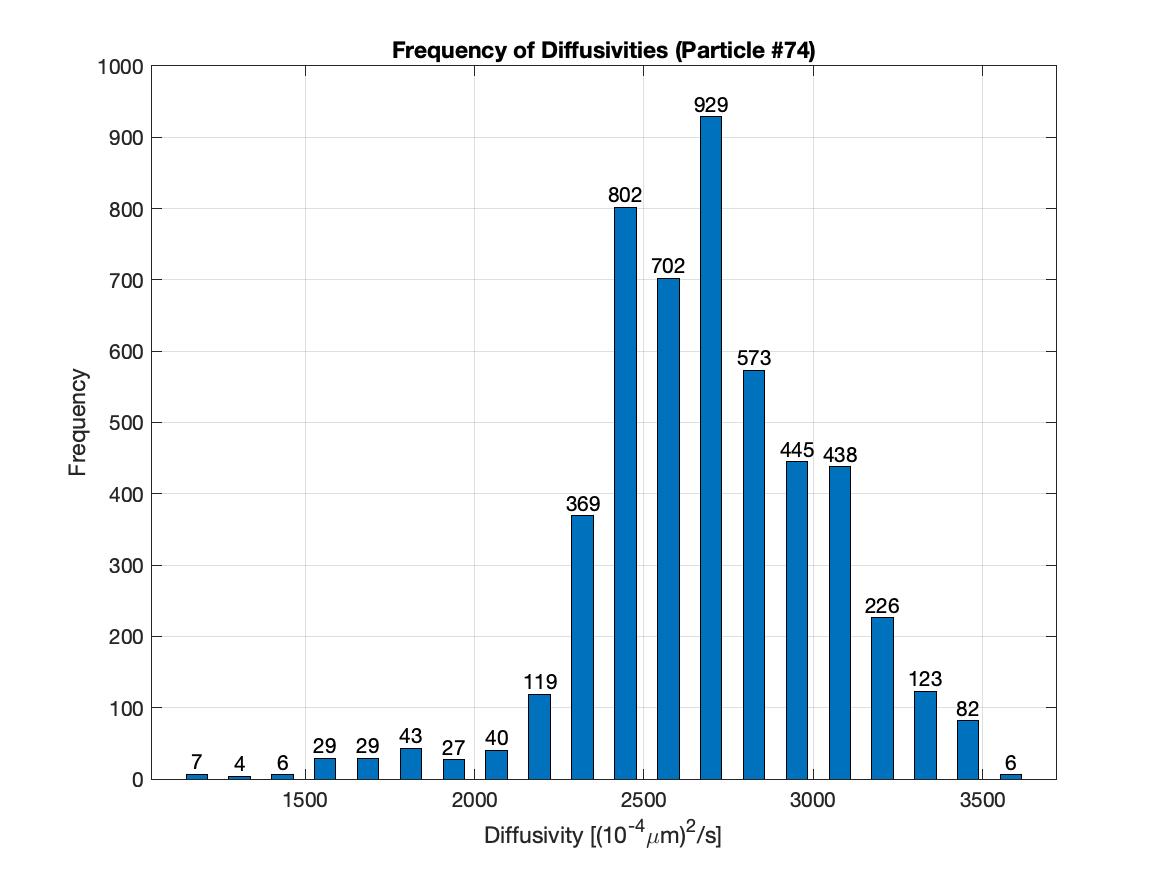 Frequency of Diffusivities (Particle #74)
1000
900
800
700
600
500
400
300
200
100
0
Frequency
7 4 6 29 29 43 27 40 119 369 802 702 929 573 445 438 226 123 82 6
1500 2000 2500 3000 3500
Diffusivity [(10⁻⁴μm)²/s]